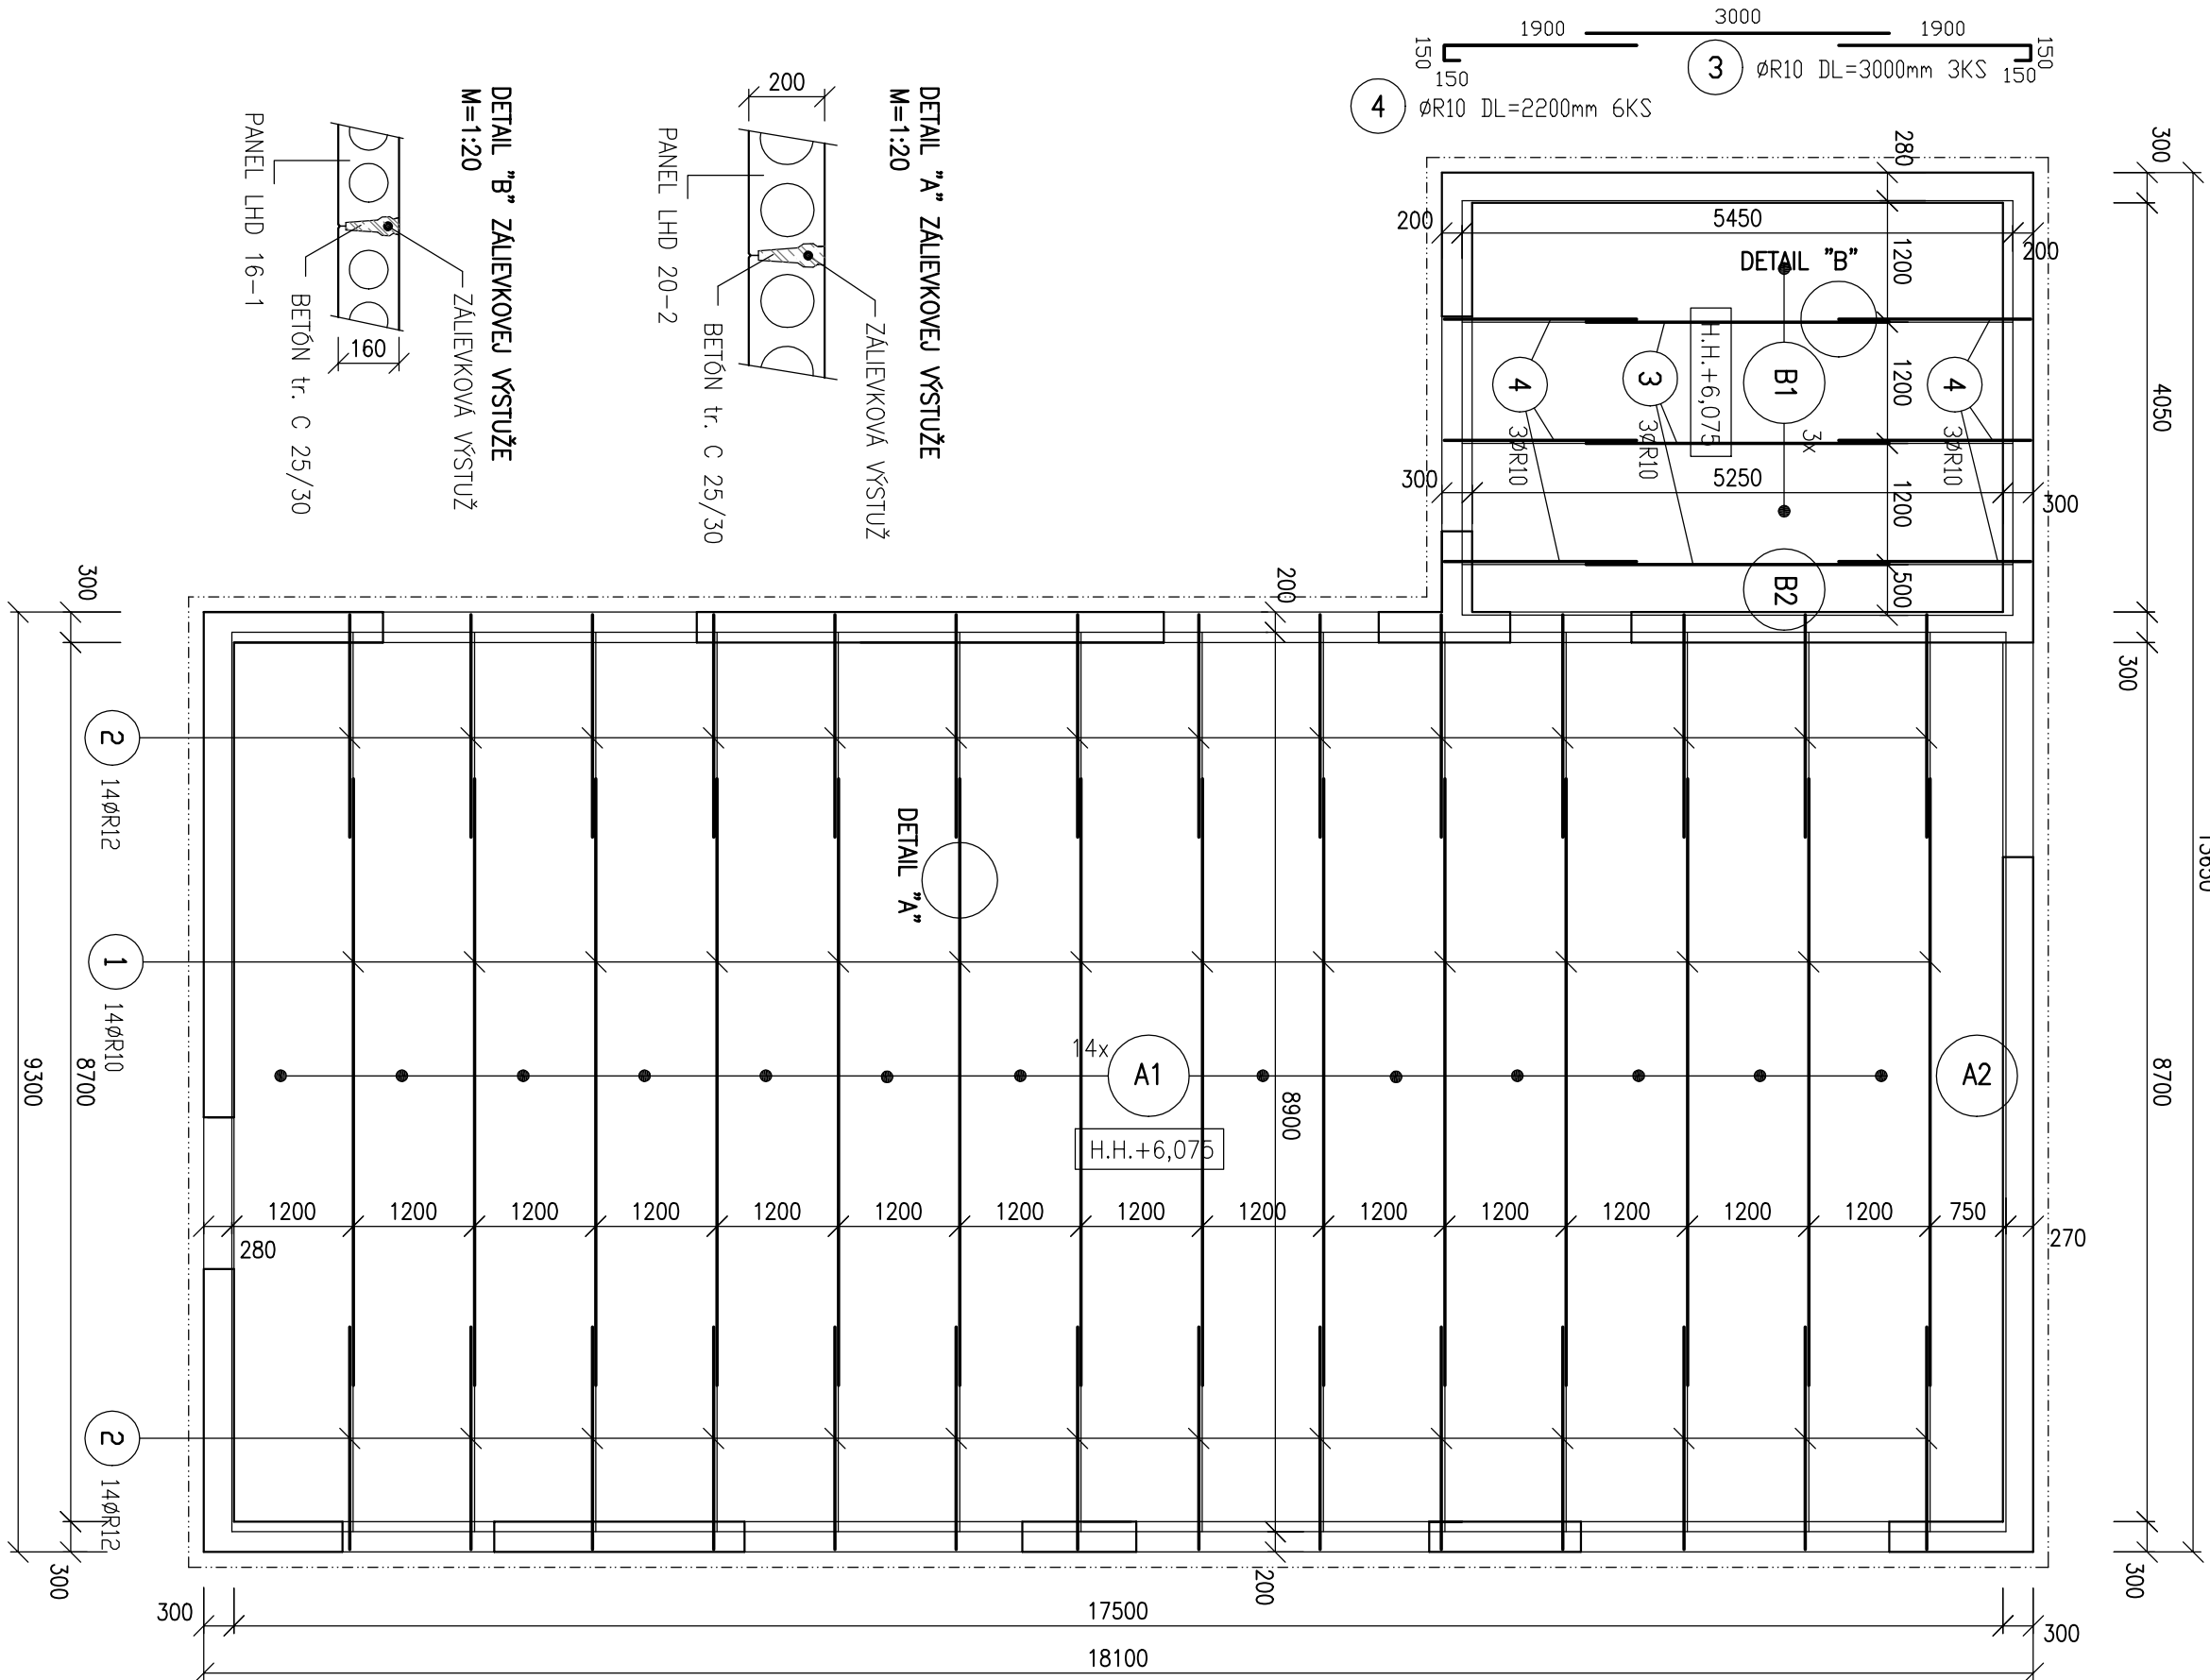 3000
1900
1900
150
150
150
150
3 ØR10 DL=3000mm 3KS
4 ØR10 DL=2200mm 6KS
DETAIL "B" ZÁLIEVKOVEJ VÝSTUŽE
M=1:20
PANEL LHD 16-1
BETÓN tr. C 25/30
ZÁLIEVKOVÁ VÝSTUŽ
160
DETAIL "A" ZÁLIEVKOVEJ VÝSTUŽE
M=1:20
200
PANEL LHD 20-2
BETÓN tr. C 25/30
ZÁLIEVKOVÁ VÝSTUŽ
280
300
200
5450
200
DETAIL "B"
1200
H.H.+6,075
4
3
B1
4
1200
3ØR10
3ØR10
3x
3ØR10
4050
300
5250
300
1200
B2
500
300
200
300
2
14ØR12
DETAIL "A"
13650
1
14ØR10
14x
A1
A2
H.H.+6,075
8900
9300
8700
8700
1200
1200
1200
1200
1200
1200
1200
1200
1200
1200
1200
1200
1200
1200
750
280
270
2
14ØR12
300
200
300
300
17500
300
18100